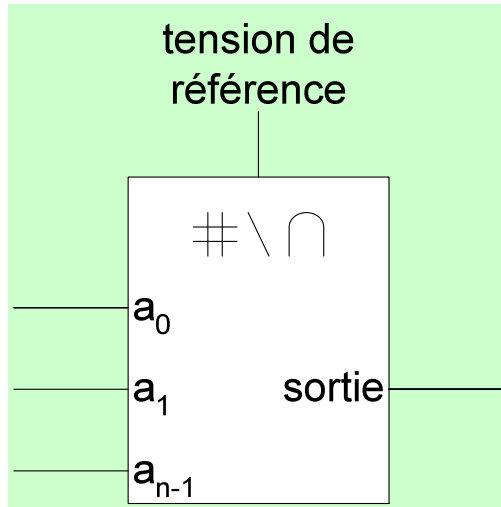 tension de
référence
#\∩
a₀
a₁
sortie
aₙ₋₁